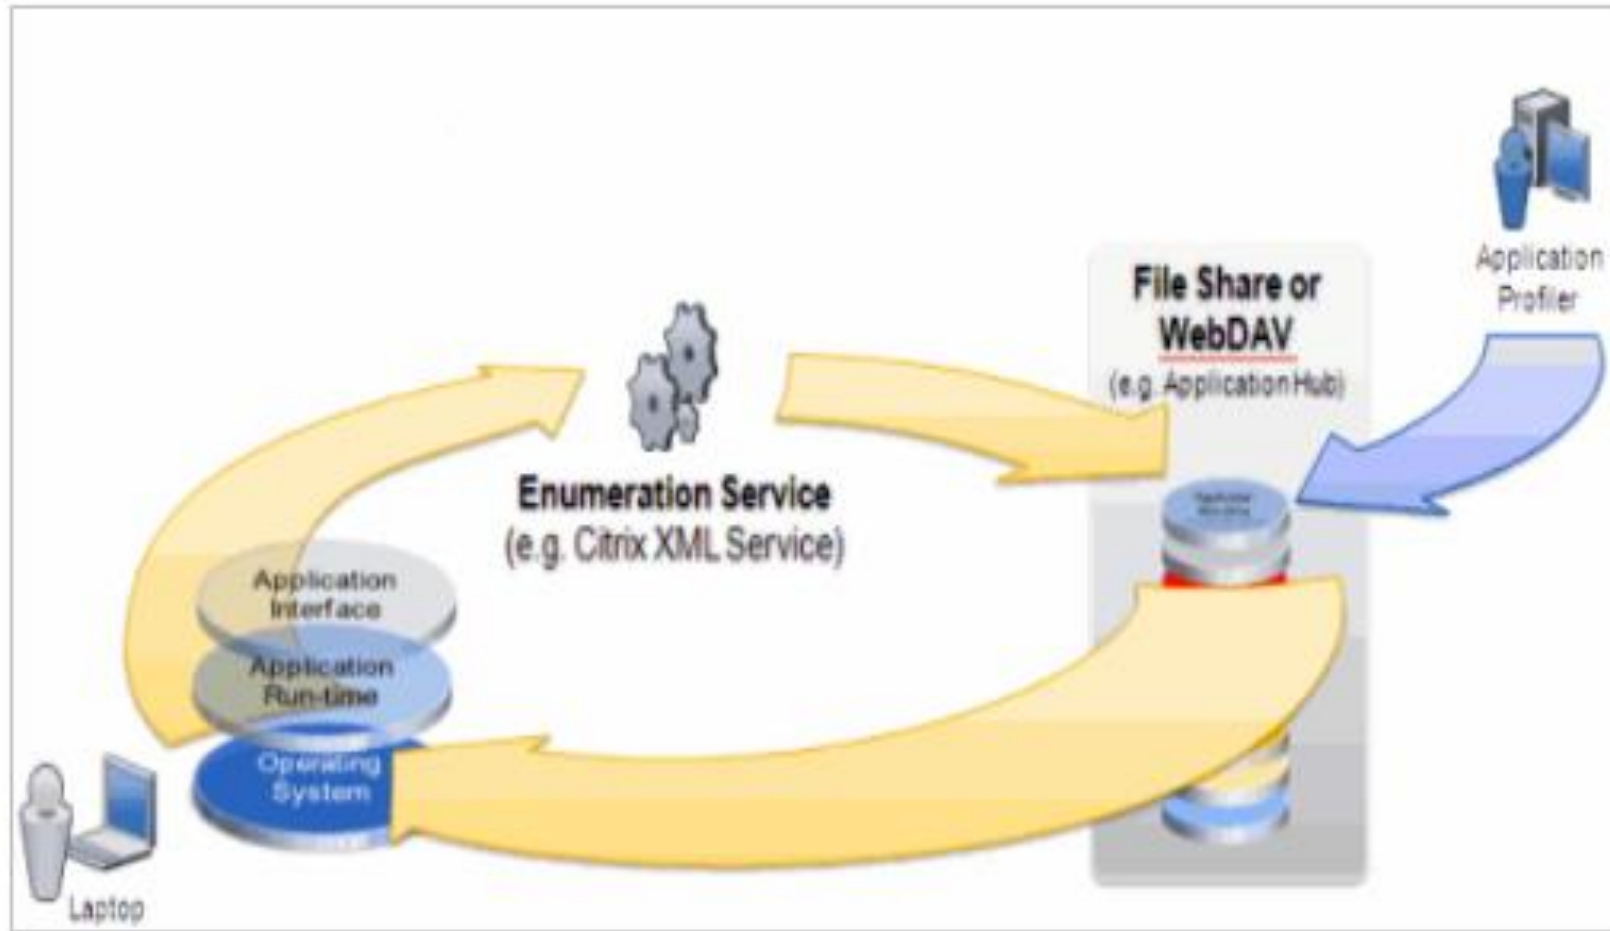 Application
Profiler
File Share or
WebDAV
(e.g. Application Hub)
Enumeration Service
(e.g. Citrix XML Service)
Application
Interface
Application
Run-time
Operating
System
Laptop